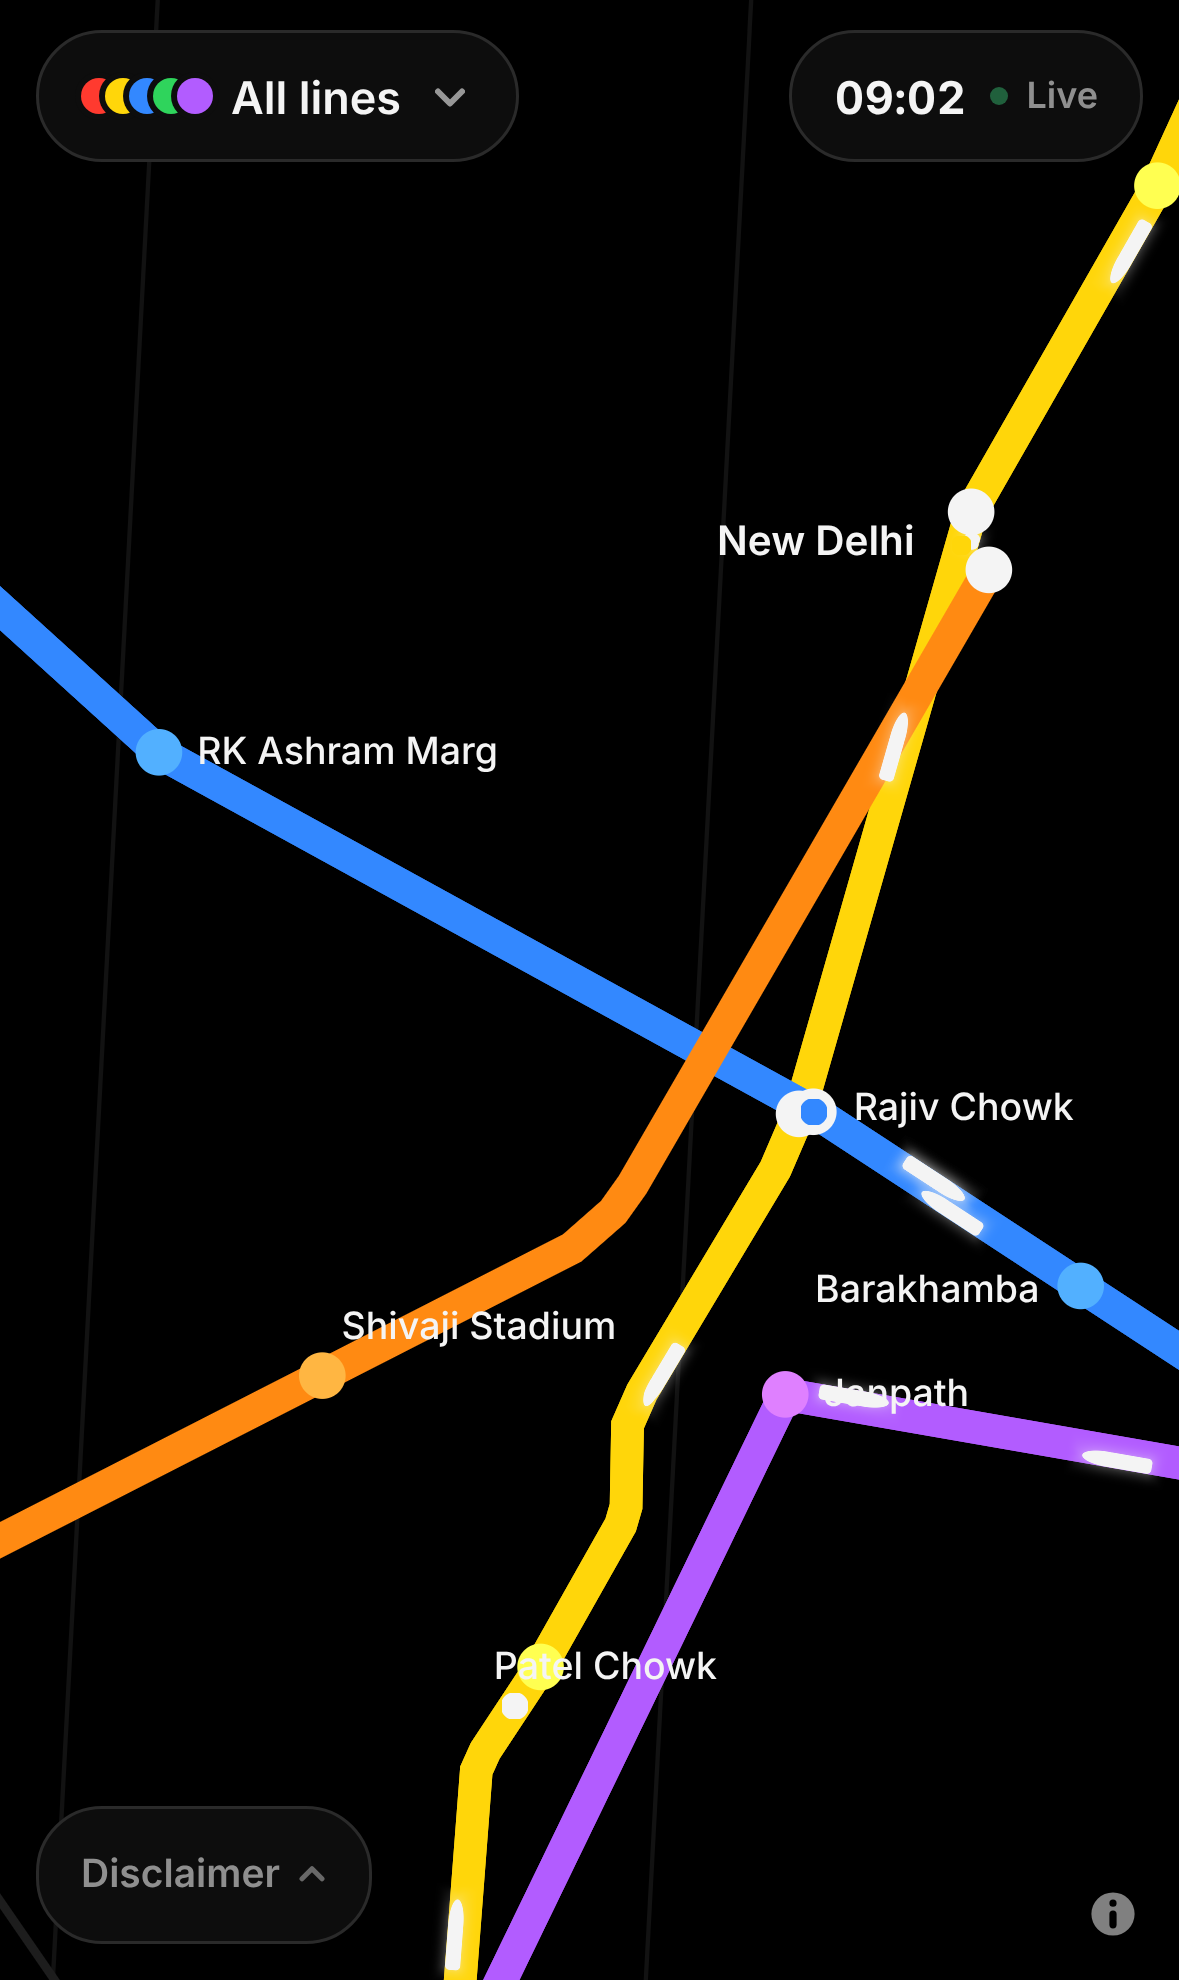 All lines
09:02 Live
New Delhi
RK Ashram Marg
Rajiv Chowk
Barakhamba
Shivaji Stadium
Janpath
Patel Chowk
Disclaimer